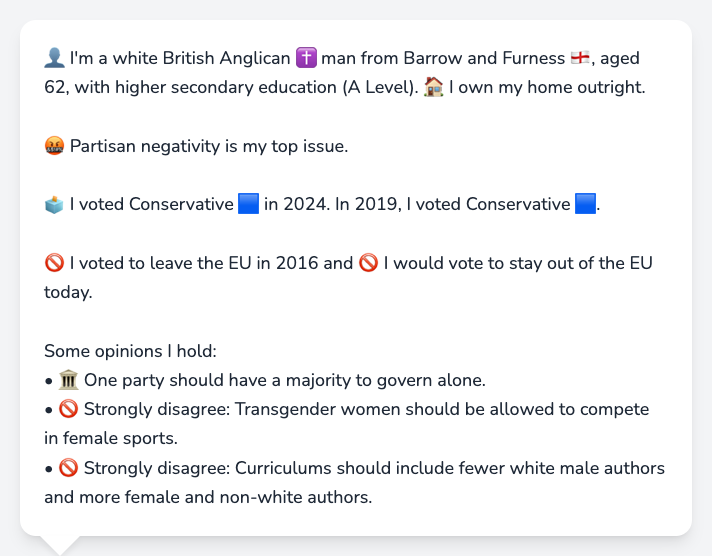 👤 I'm a white British Anglican ✝️ man from Barrow and Furness 🏴󠁧󠁢󠁥󠁮󠁧󠁿, aged
62, with higher secondary education (A Level). 🏠 I own my home outright.
🤬 Partisan negativity is my top issue.
🗳️ I voted Conservative 🟦 in 2024. In 2019, I voted Conservative 🟦.
🚫 I voted to leave the EU in 2016 and 🚫 I would vote to stay out of the EU
today.
Some opinions I hold:
• 🏛️ One party should have a majority to govern alone.
• 🚫 Strongly disagree: Transgender women should be allowed to compete
in female sports.
• 🚫 Strongly disagree: Curriculums should include fewer white male authors
and more female and non-white authors.